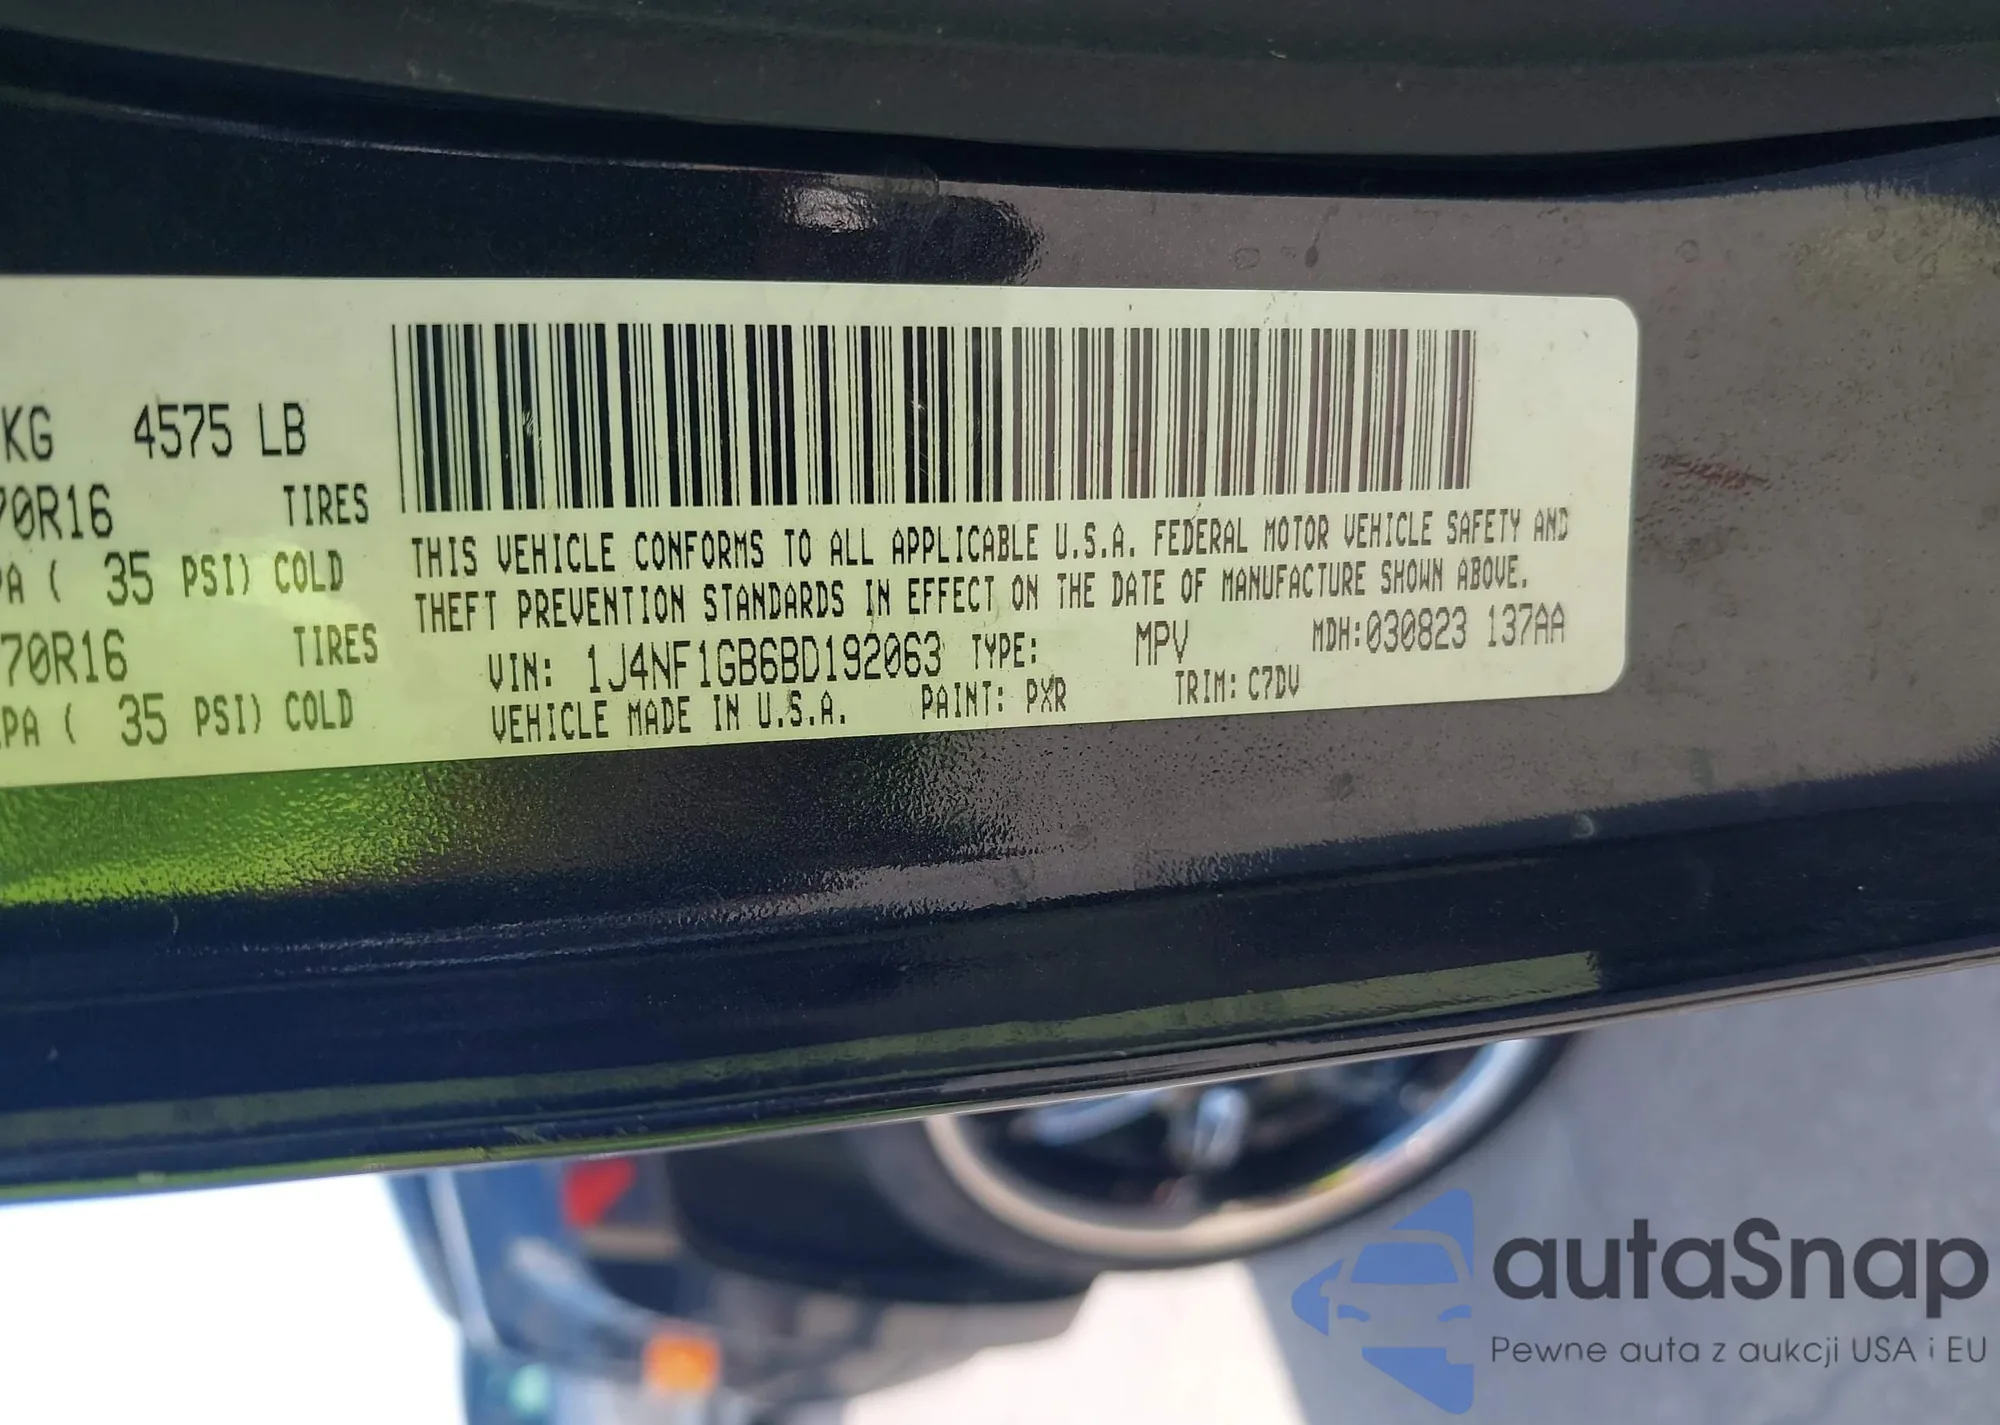 KG 4575 LB
70R16 TIRES
PA ( 35 PSI) COLD
70R16 TIRES
PA ( 35 PSI) COLD
THIS VEHICLE CONFORMS TO ALL APPLICABLE U.S.A. FEDERAL MOTOR VEHICLE SAFETY AND
THEFT PREVENTION STANDARDS IN EFFECT ON THE DATE OF MANUFACTURE SHOWN ABOVE.
VIN: 1J4NF1GB6BD192063 TYPE: MPV MDH:030823 137AA
VEHICLE MADE IN U.S.A. PAINT: PXR TRIM: C7DV
autaSnap
Pewne auta z aukcji USA i EU